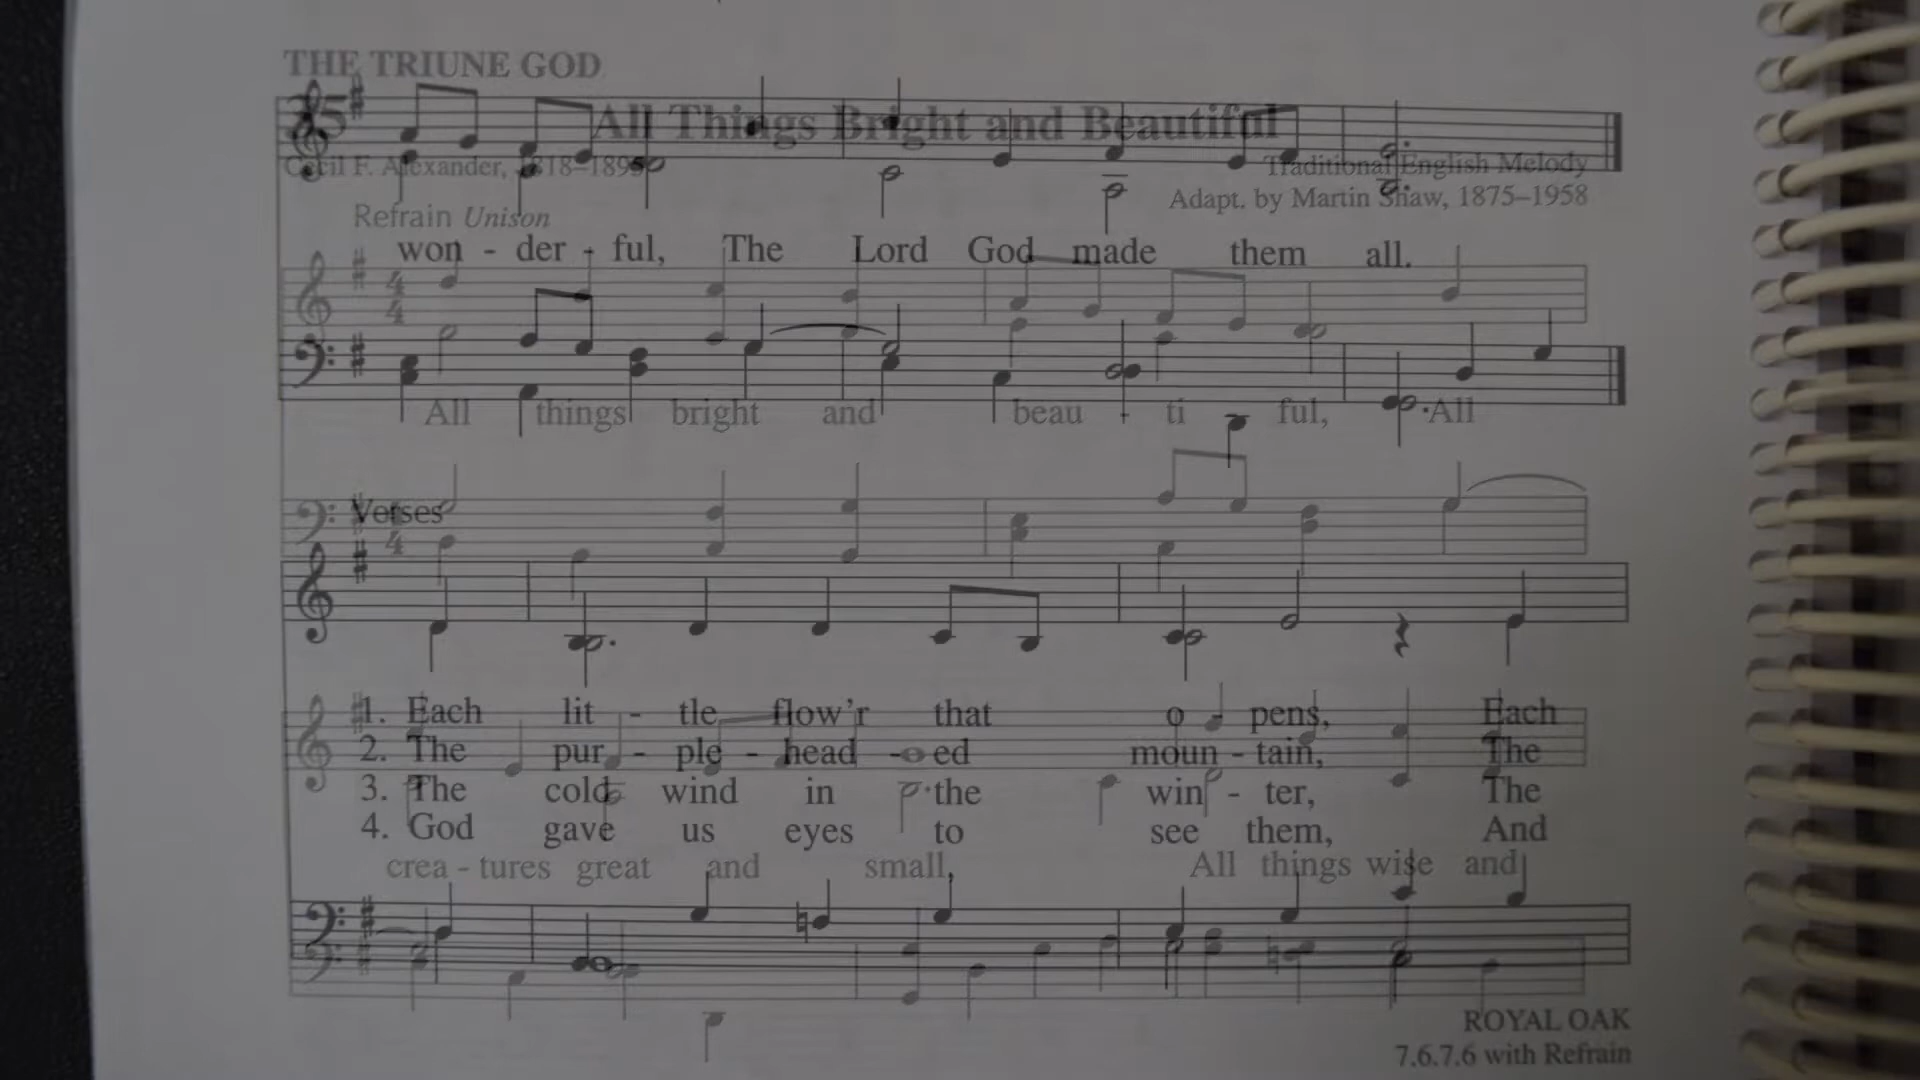 THE TRIUNE GOD
5
All Things Bright and Beautiful
Cecil F. Alexander, 1818–1895
Traditional English Melody
Adapt. by Martin Shaw, 1875–1958
Refrain Unison
won - der - ful, The Lord God made them all.
All things bright and beau - ti ful, All
Verses
1. Each lit - tle flow'r that o - pens, Each
2. The pur - ple - head - ed moun - tain, The
3. The cold wind in the win - ter, The
4. God gave us eyes to see them, And
crea - tures great and small, All things wise and
ROYAL OAK
7.6.7.6 with Refrain